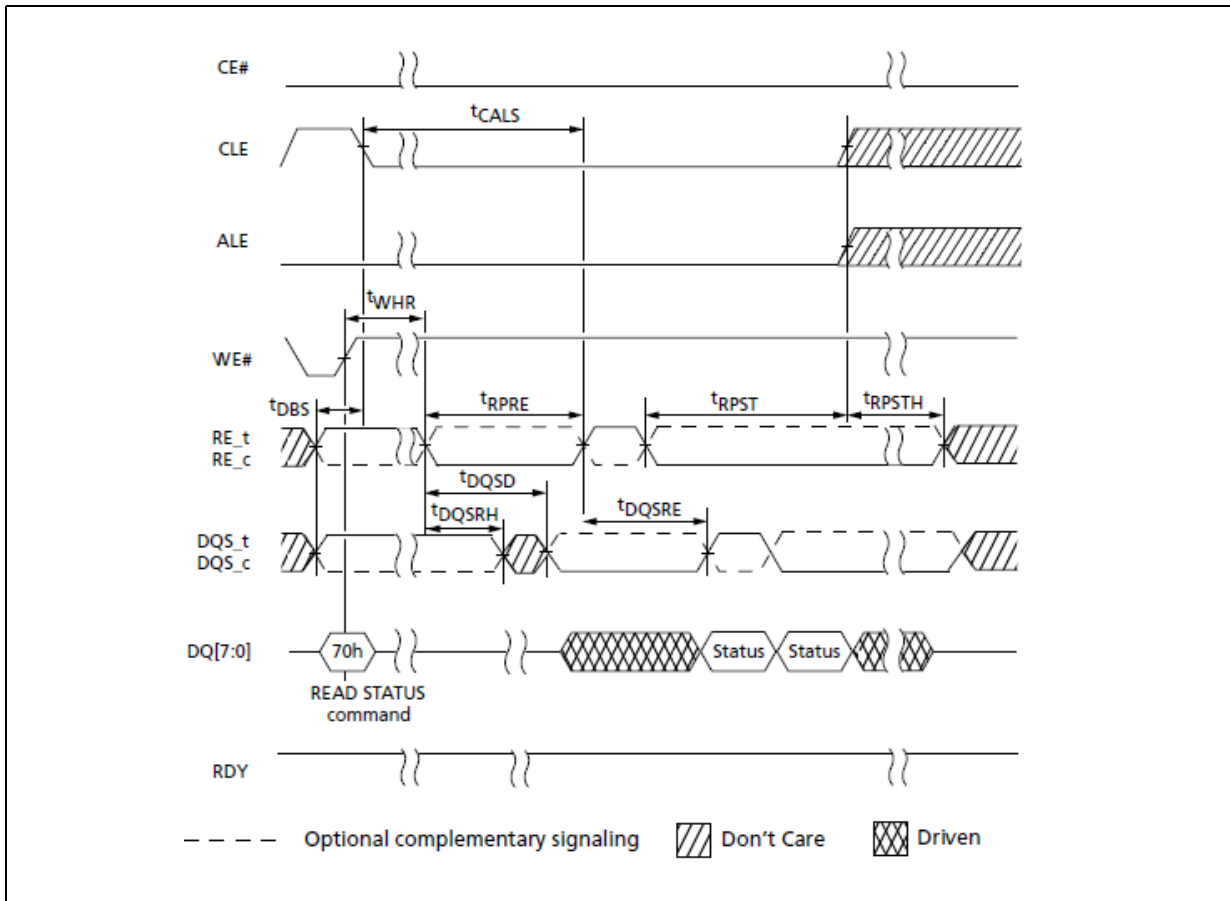 CE#
tCALS
CLE
ALE
tWHR
WE#
tDBS
tRPRE
tRPST
tRPSTH
RE_t
RE_c
tDQSD
tDQSRH
tDQSRE
DQS_t
DQS_c
DQ[7:0]
70h
Status
Status
READ STATUS
command
RDY
Optional complementary signaling
Don't Care
Driven